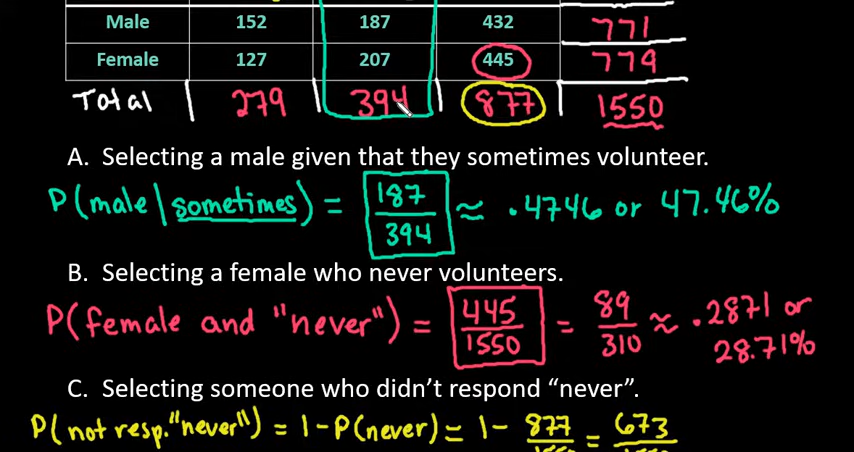 Male 152 187 432 771
Female 127 207 445 779
Total 279 394 877 1550
A. Selecting a male given that they sometimes volunteer.
P(male | sometimes) = 187/394 ≈ .4746 or 47.46%
B. Selecting a female who never volunteers.
P(female and "never") = 445/1550 = 89/310 ≈ .2871 or
28.71%
C. Selecting someone who didn't respond "never".
P(not resp. "never") = 1 - P(never) = 1 - 877/1550 = 673/